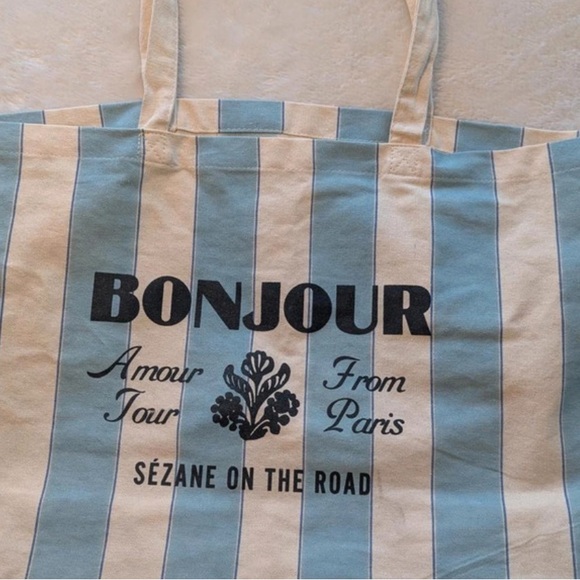 BONJOUR
Amour From
Tour Paris
SÉZANE ON THE ROAD